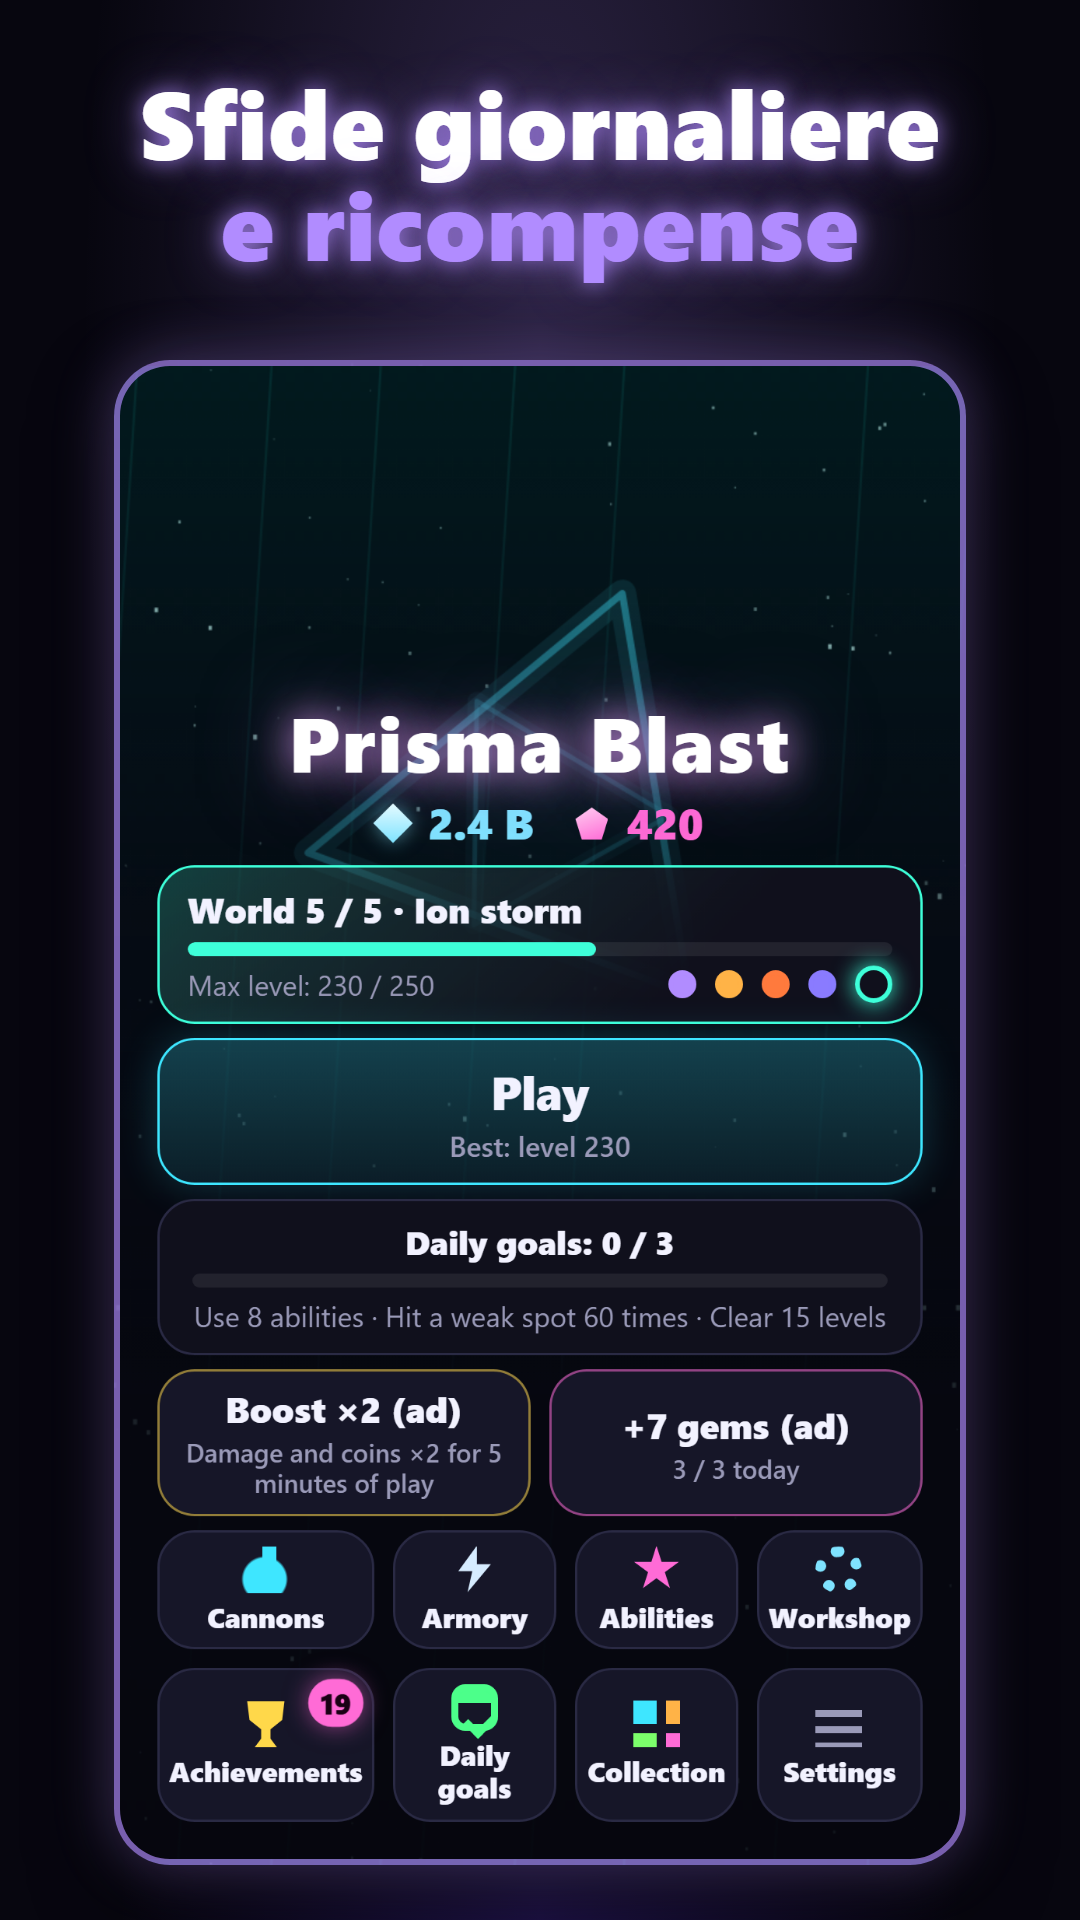 Sfide giornaliere
e ricompense
Prisma Blast
2.4 B 420
World 5 / 5 · Ion storm
Max level: 230 / 250
Play
Best: level 230
Daily goals: 0 / 3
Use 8 abilities · Hit a weak spot 60 times · Clear 15 levels
Boost ×2 (ad)
Damage and coins ×2 for 5
minutes of play
+7 gems (ad)
3 / 3 today
Cannons
Armory
Abilities
Workshop
19
Achievements
Daily
goals
Collection
Settings